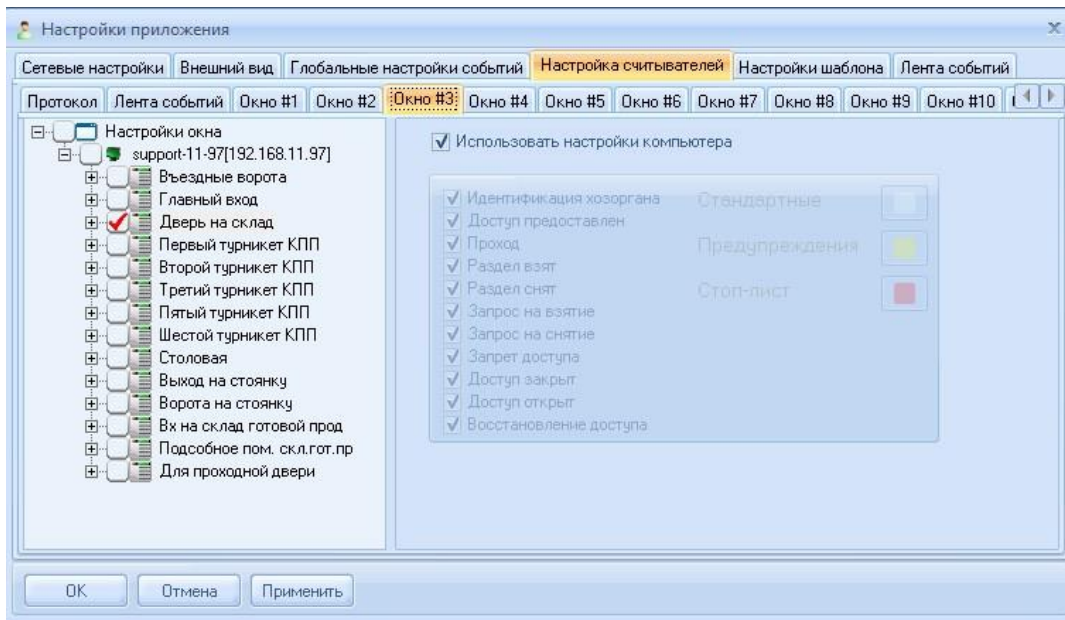 Настройки приложения
Сетевые настройки Внешний вид Глобальные настройки событий Настройка считывателей Настройки шаблона Лента событий
Протокол Лента событий Окно #1 Окно #2 Окно #3 Окно #4 Окно #5 Окно #6 Окно #7 Окно #8 Окно #9 Окно #10
Настройки окна
support-11-97[192.168.11.97]
Въездные ворота
Главный вход
Дверь на склад
Первый турникет КПП
Второй турникет КПП
Третий турникет КПП
Пятый турникет КПП
Шестой турникет КПП
Столовая
Выход на стоянку
Ворота на стоянку
Вх на склад готовой прод
Подсобное пом. скл.гот.пр
Для проходной двери
Использовать настройки компьютера
Идентификация хозоргана
Доступ предоставлен
Проход
Раздел взят
Раздел снят
Запрос на взятие
Запрос на снятие
Запрет доступа
Доступ закрыт
Доступ открыт
Восстановление доступа
Стандартные
Предупреждения
Стоп-лист
OK Отмена Применить